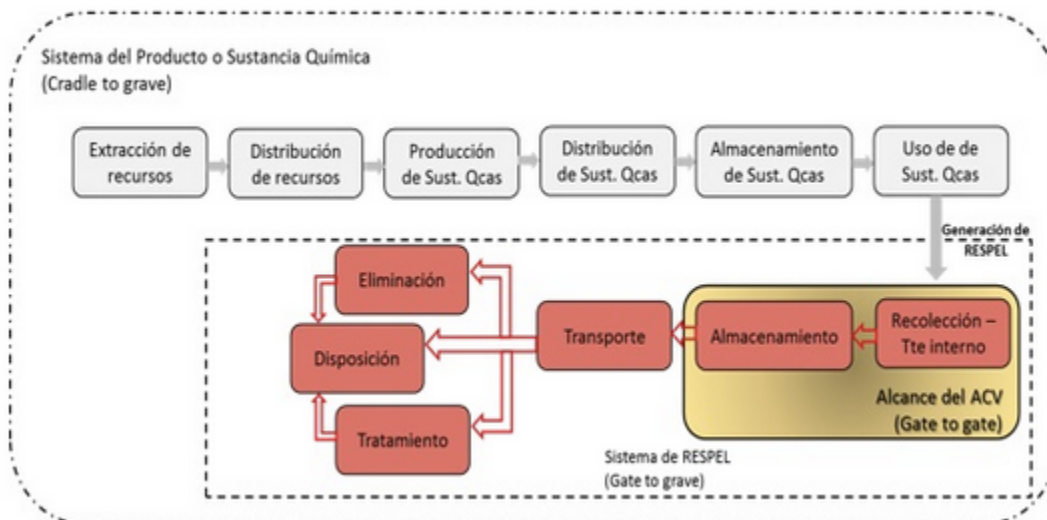 Sistema del Producto o Sustancia Química
(Cradle to grave)
Extracción de
recursos
Distribución
de recursos
Producción
de Sust. Qcas
Distribución
de Sust. Qcas
Almacenamiento
de Sust. Qcas
Uso de de
Sust. Qcas
Generación de
RESPEL
Eliminación
Disposición
Tratamiento
Transporte
Almacenamiento
Recolección –
Tte interno
Alcance del ACV
(Gate to gate)
Sistema de RESPEL
(Gate to grave)